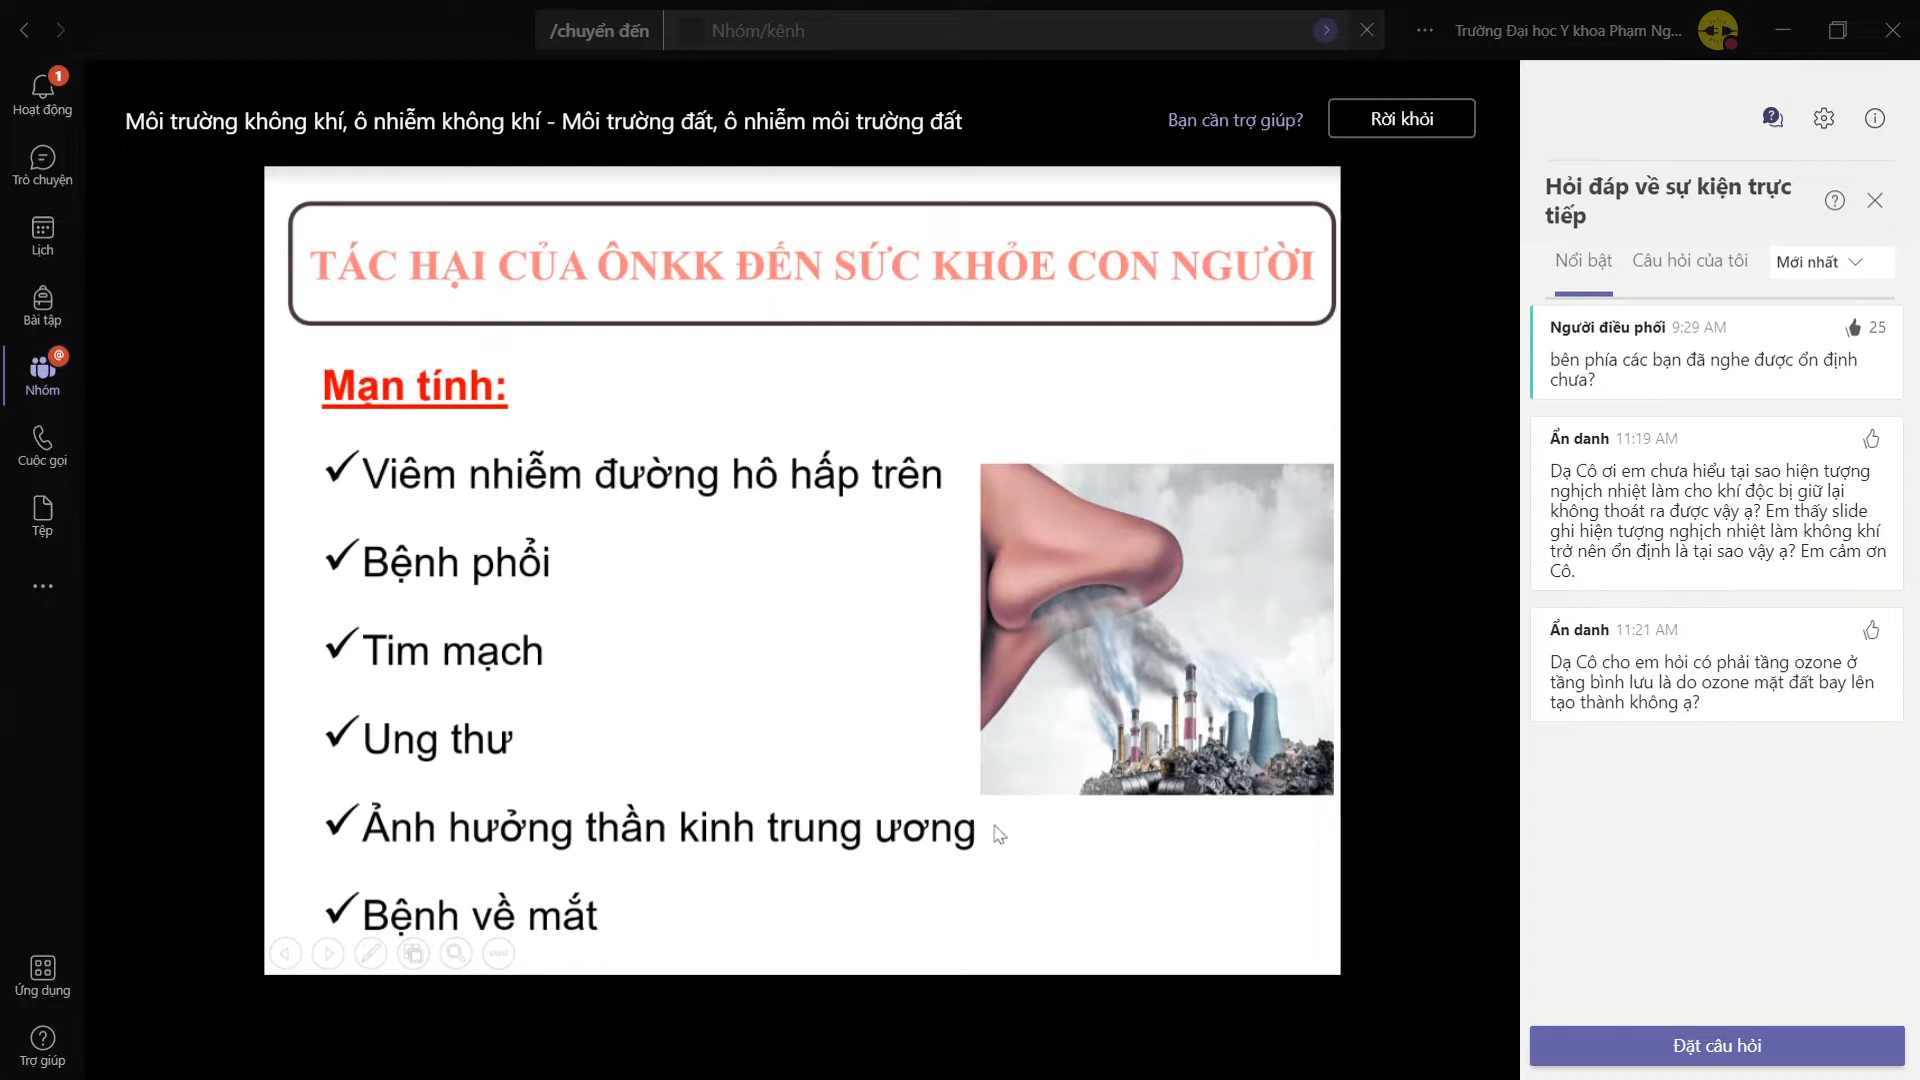 /chuyển đến
Nhóm/kênh
Trường Đại học Y khoa Phạm Ng...
1
Hoạt động
Trò chuyện
Lịch
Bài tập
@
Nhóm
Cuộc gọi
Tệp
Ứng dụng
Trợ giúp
Môi trường không khí, ô nhiễm không khí - Môi trường đất, ô nhiễm môi trường đất
Bạn cần trợ giúp?
Rời khỏi
TÁC HẠI CỦA ÔNKK ĐẾN SỨC KHỎE CON NGƯỜI
Mạn tính:
✓Viêm nhiễm đường hô hấp trên
✓Bệnh phổi
✓Tim mạch
✓Ung thư
✓Ảnh hưởng thần kinh trung ương
✓Bệnh về mắt
Hỏi đáp về sự kiện trực
tiếp
Nổi bật
Câu hỏi của tôi
Mới nhất
Người điều phối 9:29 AM
25
bên phía các bạn đã nghe được ổn định
chưa?
Ẩn danh 11:19 AM
Dạ Cô ơi em chưa hiểu tại sao hiện tượng
nghịch nhiệt làm cho khí độc bị giữ lại
không thoát ra được vậy ạ? Em thấy slide
ghi hiện tượng nghịch nhiệt làm không khí
trở nên ổn định là tại sao vậy ạ? Em cảm ơn
Cô.
Ẩn danh 11:21 AM
Dạ Cô cho em hỏi có phải tầng ozone ở
tầng bình lưu là do ozone mặt đất bay lên
tạo thành không ạ?
Đặt câu hỏi